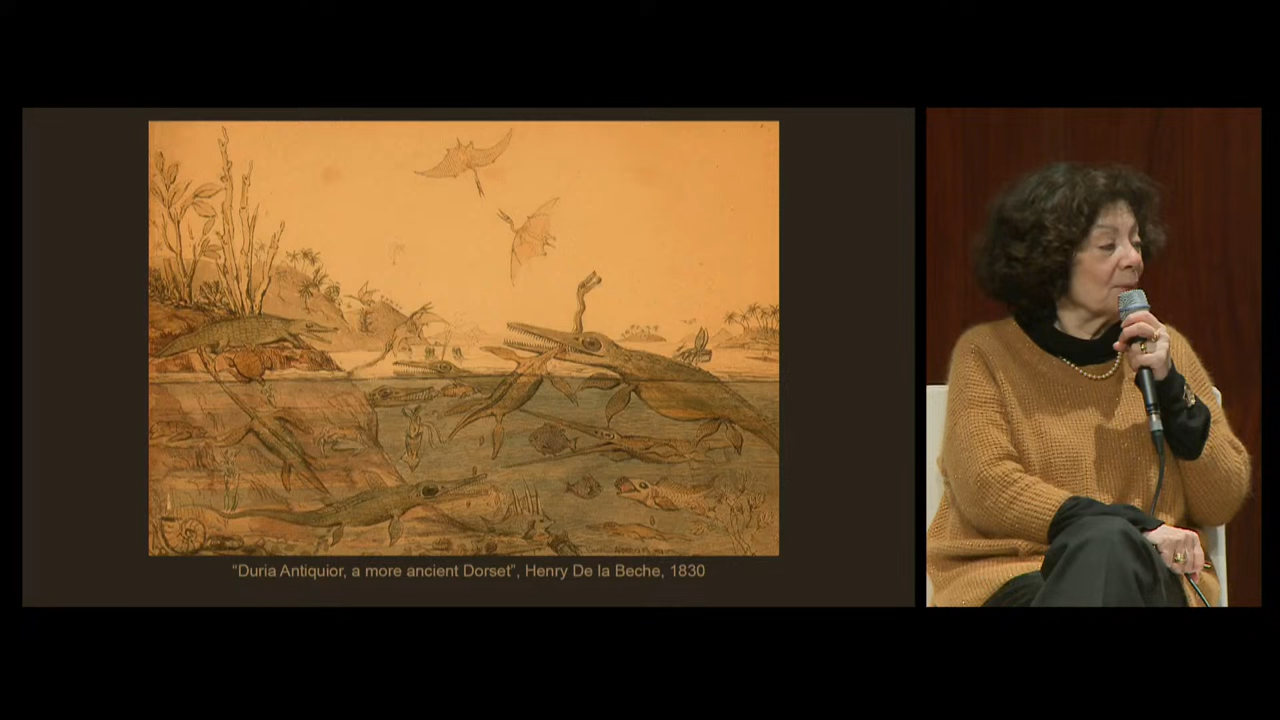 “Duria Antiquior, a more ancient Dorset”, Henry De la Beche, 1830